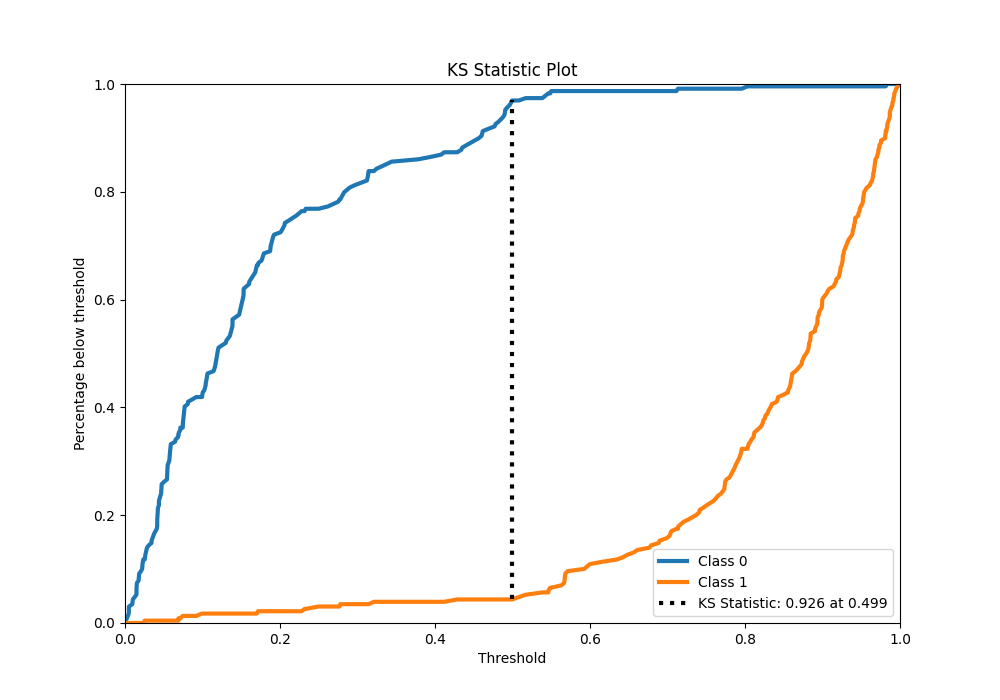 KS Statistic Plot
1.0
0.8
0.6
0.4
0.2
0.0
Percentage below threshold
0.0 0.2 0.4 0.6 0.8 1.0
Threshold
Class 0
Class 1
KS Statistic: 0.926 at 0.499